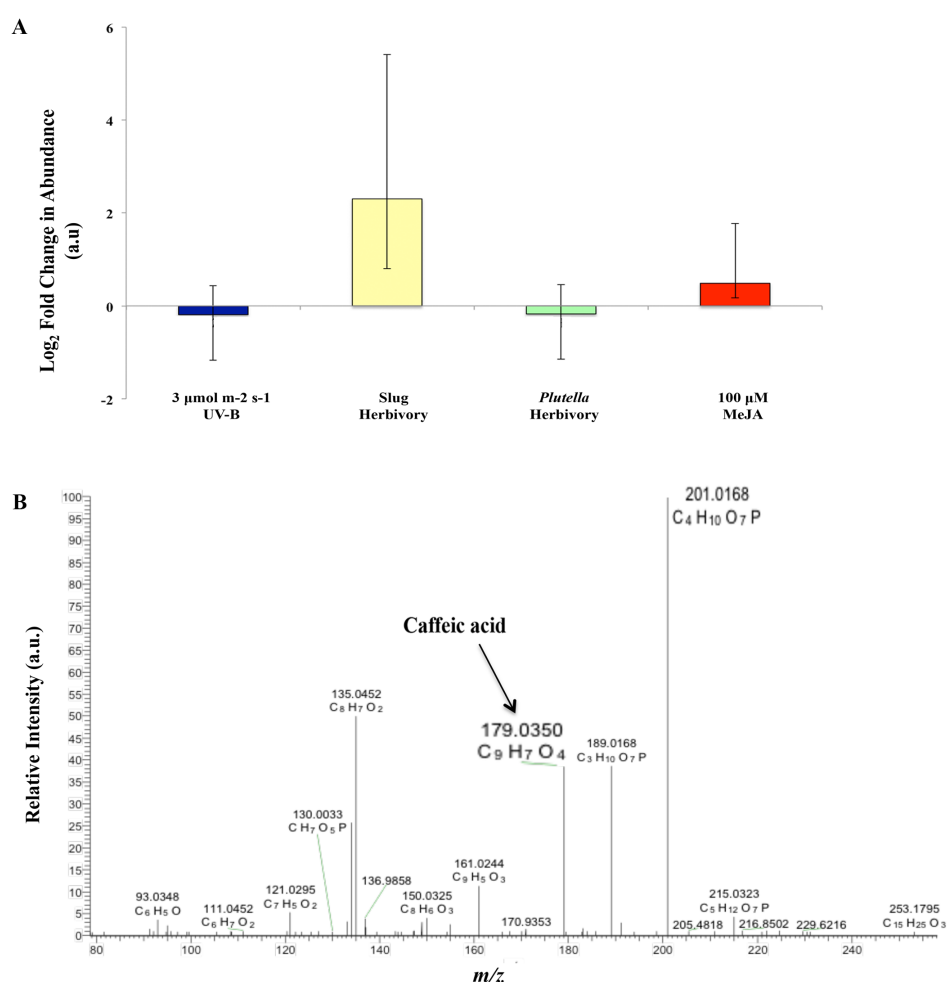 A
6
4
2
0
-2
Log₂ Fold Change in Abundance
(a.u)
3 μmol m-2 s-1
UV-B
Slug
Herbivory
Plutella
Herbivory
100 μM
MeJA
B
Relative Intensity (a.u.)
100
95
90
85
80
75
70
65
60
55
50
45
40
35
30
25
20
15
10
5
0
201.0168
C₄ H₁₀ O₇ P
Caffeic acid
135.0452
C₈ H₇ O₂
179.0350
C₉ H₇ O₄
189.0168
C₃ H₁₀ O₇ P
130.0033
C H₇ O₅ P
161.0244
C₉ H₅ O₃
136.9858
93.0348
C₆ H₅ O
121.0295
C₇ H₅ O₂
150.0325
C₈ H₆ O₃
111.0452
C₆ H₇ O₂
170.9353
215.0323
C₅ H₁₂ O₇ P
205.4818
216.8502
229.6216
253.1795
C₁₅ H₂₅ O₃
80
100
120
140
160
180
200
220
240
m/z